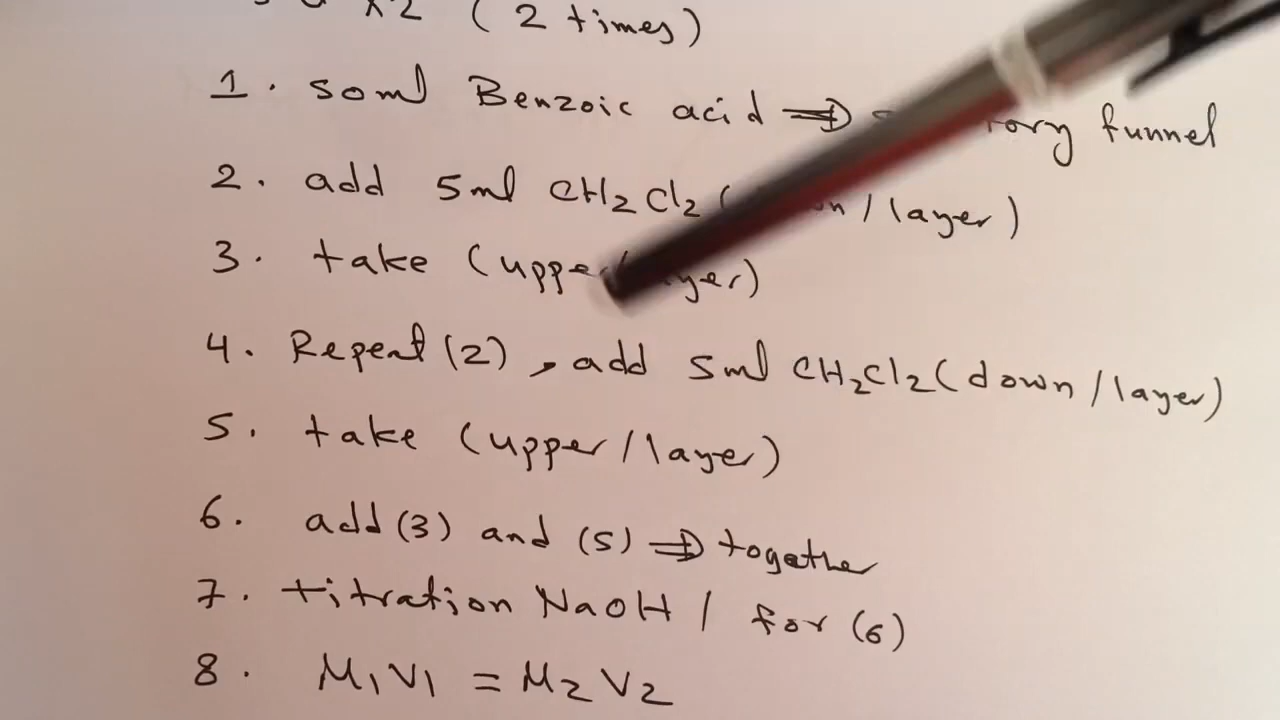 x2 (2 times)
1. 50ml Benzoic acid ⇒ funnel
2. add 5ml CH2Cl2 ( /layer)
3. take (upper/layer)
4. Repeat (2), add 5ml CH2Cl2 (down/layer)
5. take (upper/layer)
6. add (3) and (5) ⇒ together
7. titration NaOH / for (6)
8. M1V1 = M2V2